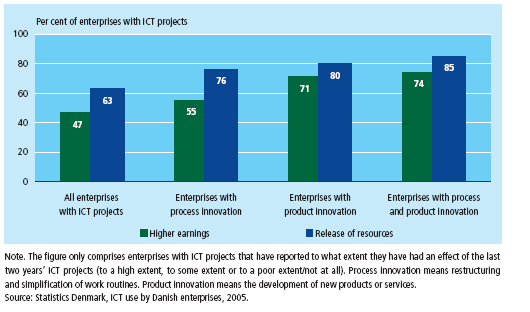 Per cent of enterprises with ICT projects
100
80
60
40
20
0
47
63
55
76
71
80
74
85
All enterprises
with ICT projects
Enterprises with
process innovation
Enterprises with
product innovation
Enterprises with process
and product innovation
Higher earnings
Release of resources
Note. The figure only comprises enterprises with ICT projects that have reported to what extent they have had an effect of the last
two years' ICT projects (to a high extent, to some extent or to a poor extent/not at all). Process innovation means restructuring
and simplification of work routines. Product innovation means the development of new products or services.
Source: Statistics Denmark, ICT use by Danish enterprises, 2005.